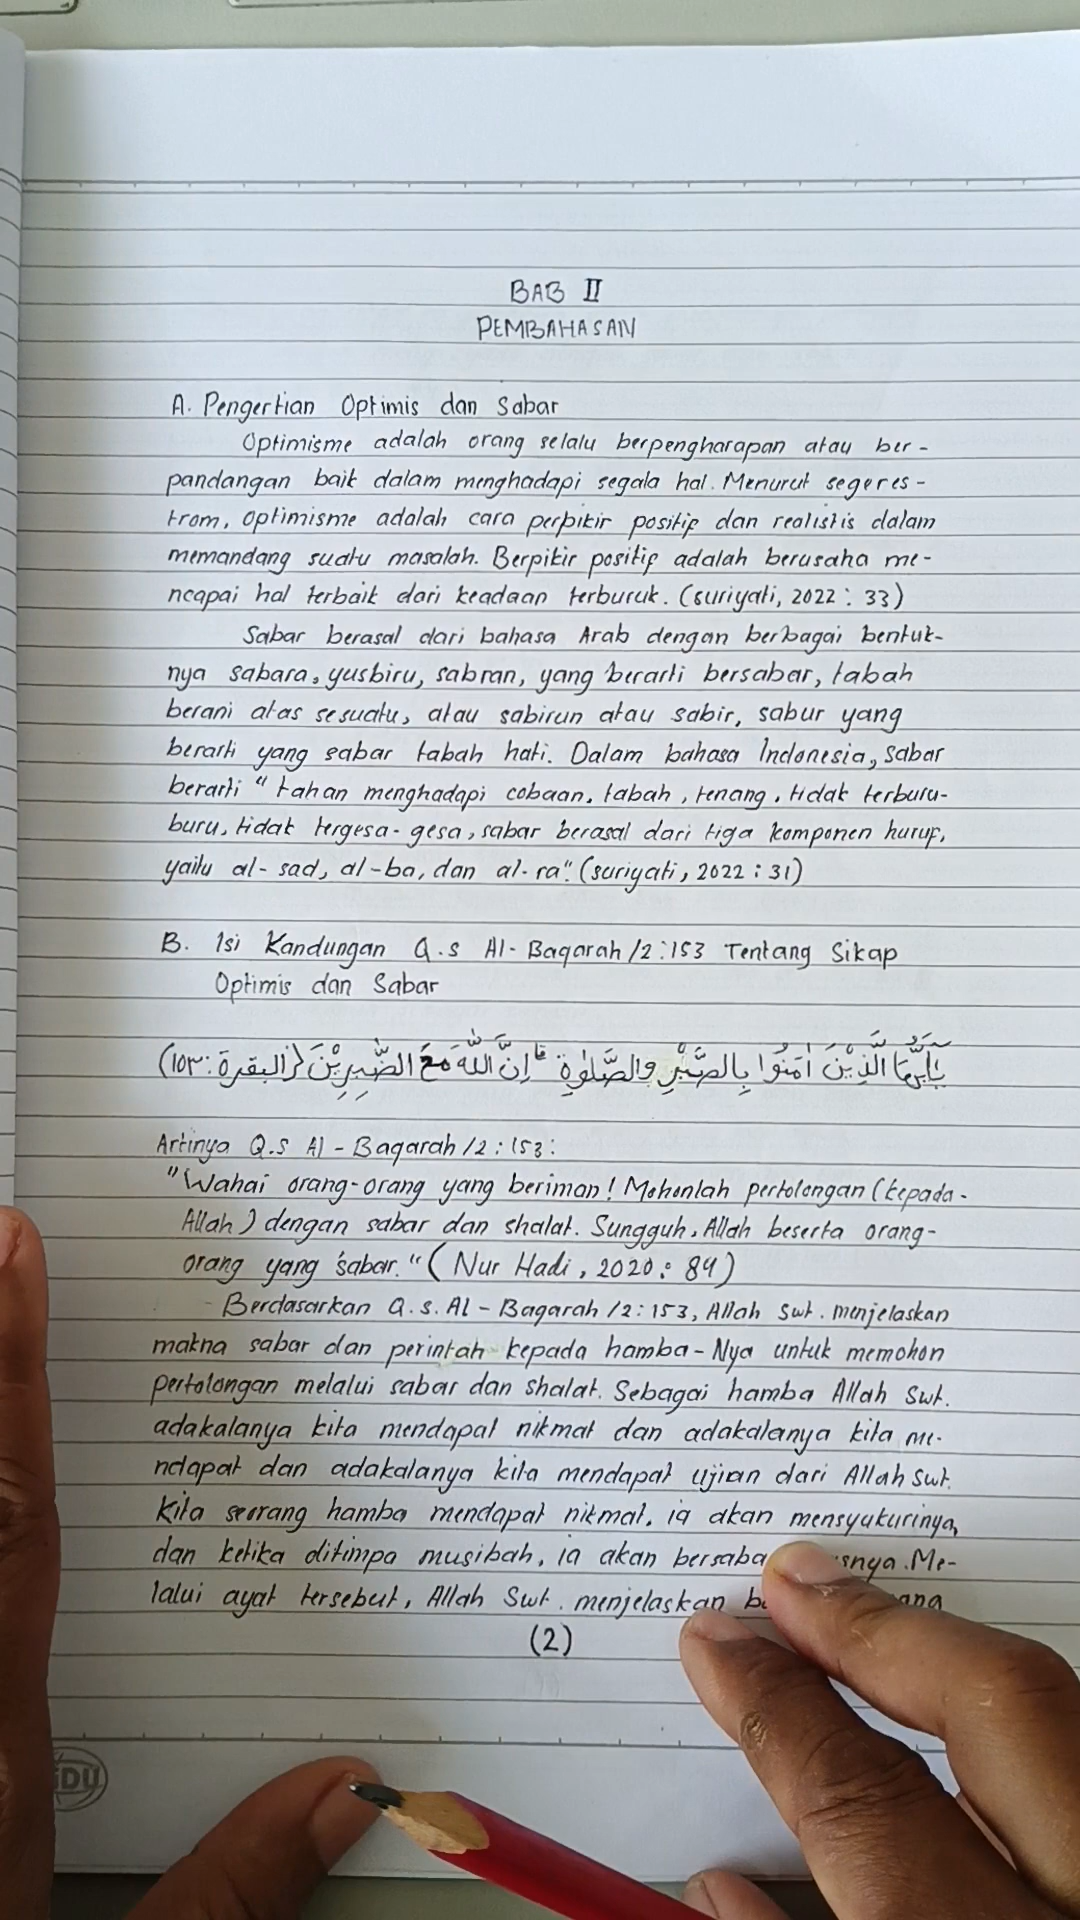 BAB II
PEMBAHASAN
A. Pengertian Optimis dan Sabar
Optimisme adalah orang selalu berpengharapan atau ber-
pandangan baik dalam menghadapi segala hal. Menurut segeres-
trom, optimisme adalah cara perpikir positif dan realistis dalam
memandang suatu masalah. Berpikir positif adalah berusaha me-
ncapai hal terbaik dari keadaan terburuk. (suriyati, 2022 : 33)
Sabar berasal dari bahasa Arab dengan berbagai bentuk-
nya sabara, yusbiru, sabran, yang berarti bersabar, tabah
berani atas sesuatu, atau sabirun atau sabir, sabur yang
berarti yang sabar tabah hati. Dalam bahasa Indonesia, sabar
berarti "tahan menghadapi cobaan, tabah, tenang, tidak terburu-
buru, tidak tergesa-gesa, sabar berasal dari tiga komponen huruf,
yaitu al-sad, al-ba, dan al-ra". (suriyati, 2022 : 31)
B. Isi Kandungan Q.s Al-Baqarah /2:153 Tentang Sikap
Optimis dan Sabar
يٰاَيُّهَا الَّذِيْنَ اٰمَنُوْا بِالصَّبْرِ والصَّلٰوةِ ۗ اِنَّ اللّٰهَ مَعَ الصّٰبِرِيْنَ (البقرة : ١٥٣)
Artinya Q.s Al-Baqarah /2:153:
"Wahai orang-orang yang beriman! Mohonlah pertolongan (kepada-
Allah) dengan sabar dan shalat. Sungguh, Allah beserta orang-
orang yang sabar." (Nur Hadi, 2020 : 84)
Berdasarkan Q.s. Al-Baqarah /2:153, Allah swt. menjelaskan
makna sabar dan perintah kepada hamba-Nya untuk memohon
pertolongan melalui sabar dan shalat. Sebagai hamba Allah swt.
adakalanya kita mendapat nikmat dan adakalanya kita me-
ndapat dan adakalanya kita mendapat ujian dari Allah swt.
Kita seorang hamba mendapat nikmat, ia akan mensyukurinya,
dan ketika ditimpa musibah, ia akan Me-
lalui ayat tersebut, Allah Swt. menjelaskan
(2)